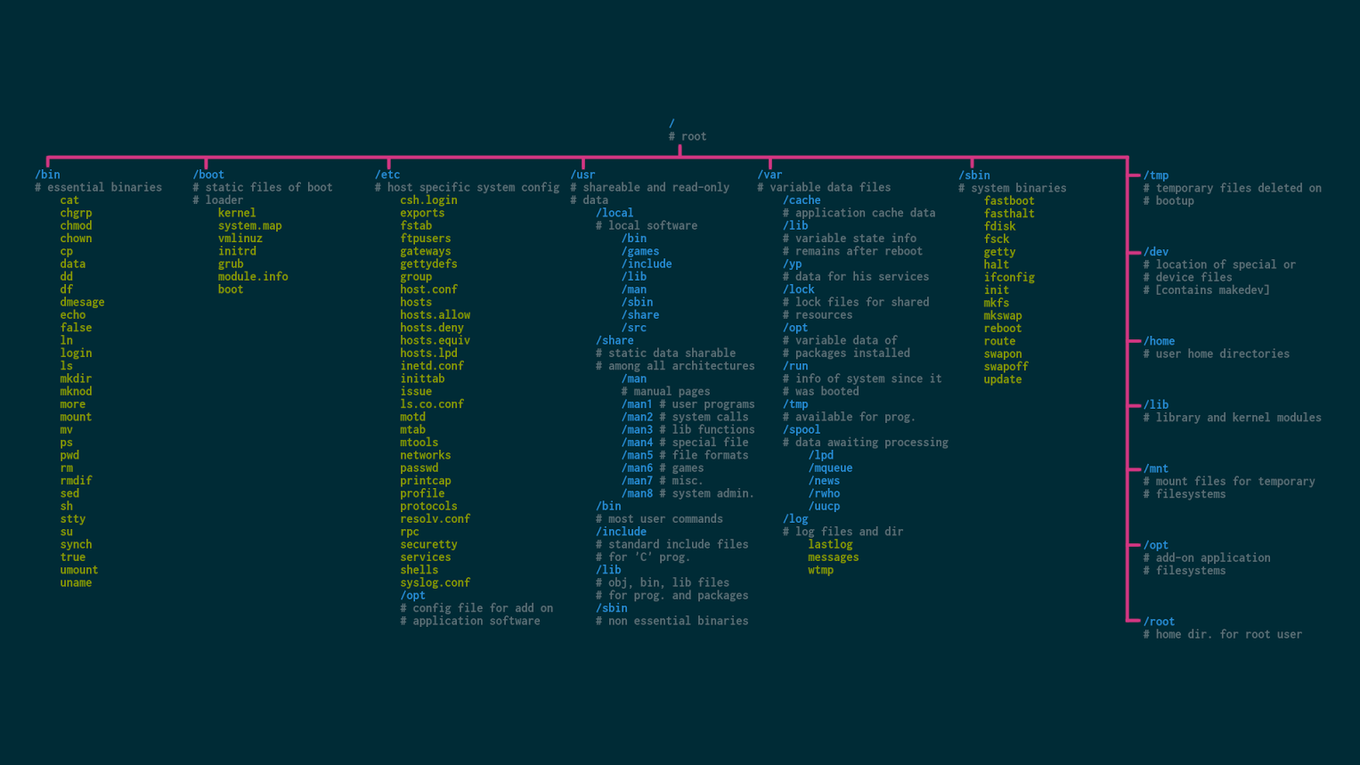 /
# root
/bin
# essential binaries
cat
chgrp
chmod
chown
cp
data
dd
df
dmesage
echo
false
ln
login
ls
mkdir
mknod
more
mount
mv
ps
pwd
rm
rmdif
sed
sh
stty
su
synch
true
umount
uname
/boot
# static files of boot
# loader
kernel
system.map
vmlinuz
initrd
grub
module.info
boot
/etc
# host specific system config
csh.login
exports
fstab
ftpusers
gateways
gettydefs
group
host.conf
hosts
hosts.allow
hosts.deny
hosts.equiv
hosts.lpd
inetd.conf
inittab
issue
ls.co.conf
motd
mtab
mtools
networks
passwd
printcap
profile
protocols
resolv.conf
rpc
securetty
services
shells
syslog.conf
/opt
# config file for add on
# application software
/usr
# shareable and read-only
# data
/local
# local software
/bin
/games
/include
/lib
/man
/sbin
/share
/src
/share
# static data sharable
# among all architectures
/man
# manual pages
/man1 # user programs
/man2 # system calls
/man3 # lib functions
/man4 # special file
/man5 # file formats
/man6 # games
/man7 # misc.
/man8 # system admin.
/bin
# most user commands
/include
# standard include files
# for 'C' prog.
/lib
# obj, bin, lib files
# for prog. and packages
/sbin
# non essential binaries
/var
# variable data files
/cache
# application cache data
/lib
# variable state info
# remains after reboot
/yp
# data for his services
/lock
# lock files for shared
# resources
/opt
# variable data of
# packages installed
/run
# info of system since it
# was booted
/tmp
# available for prog.
/spool
# data awaiting processing
/lpd
/mqueue
/news
/rwho
/uucp
/log
# log files and dir
lastlog
messages
wtmp
/sbin
# system binaries
fastboot
fasthalt
fdisk
fsck
getty
halt
ifconfig
init
mkfs
mkswap
reboot
route
swapon
swapoff
update
/tmp
# temporary files deleted on
# bootup
/dev
# location of special or
# device files
# [contains makedev]
/home
# user home directories
/lib
# library and kernel modules
/mnt
# mount files for temporary
# filesystems
/opt
# add-on application
# filesystems
/root
# home dir. for root user